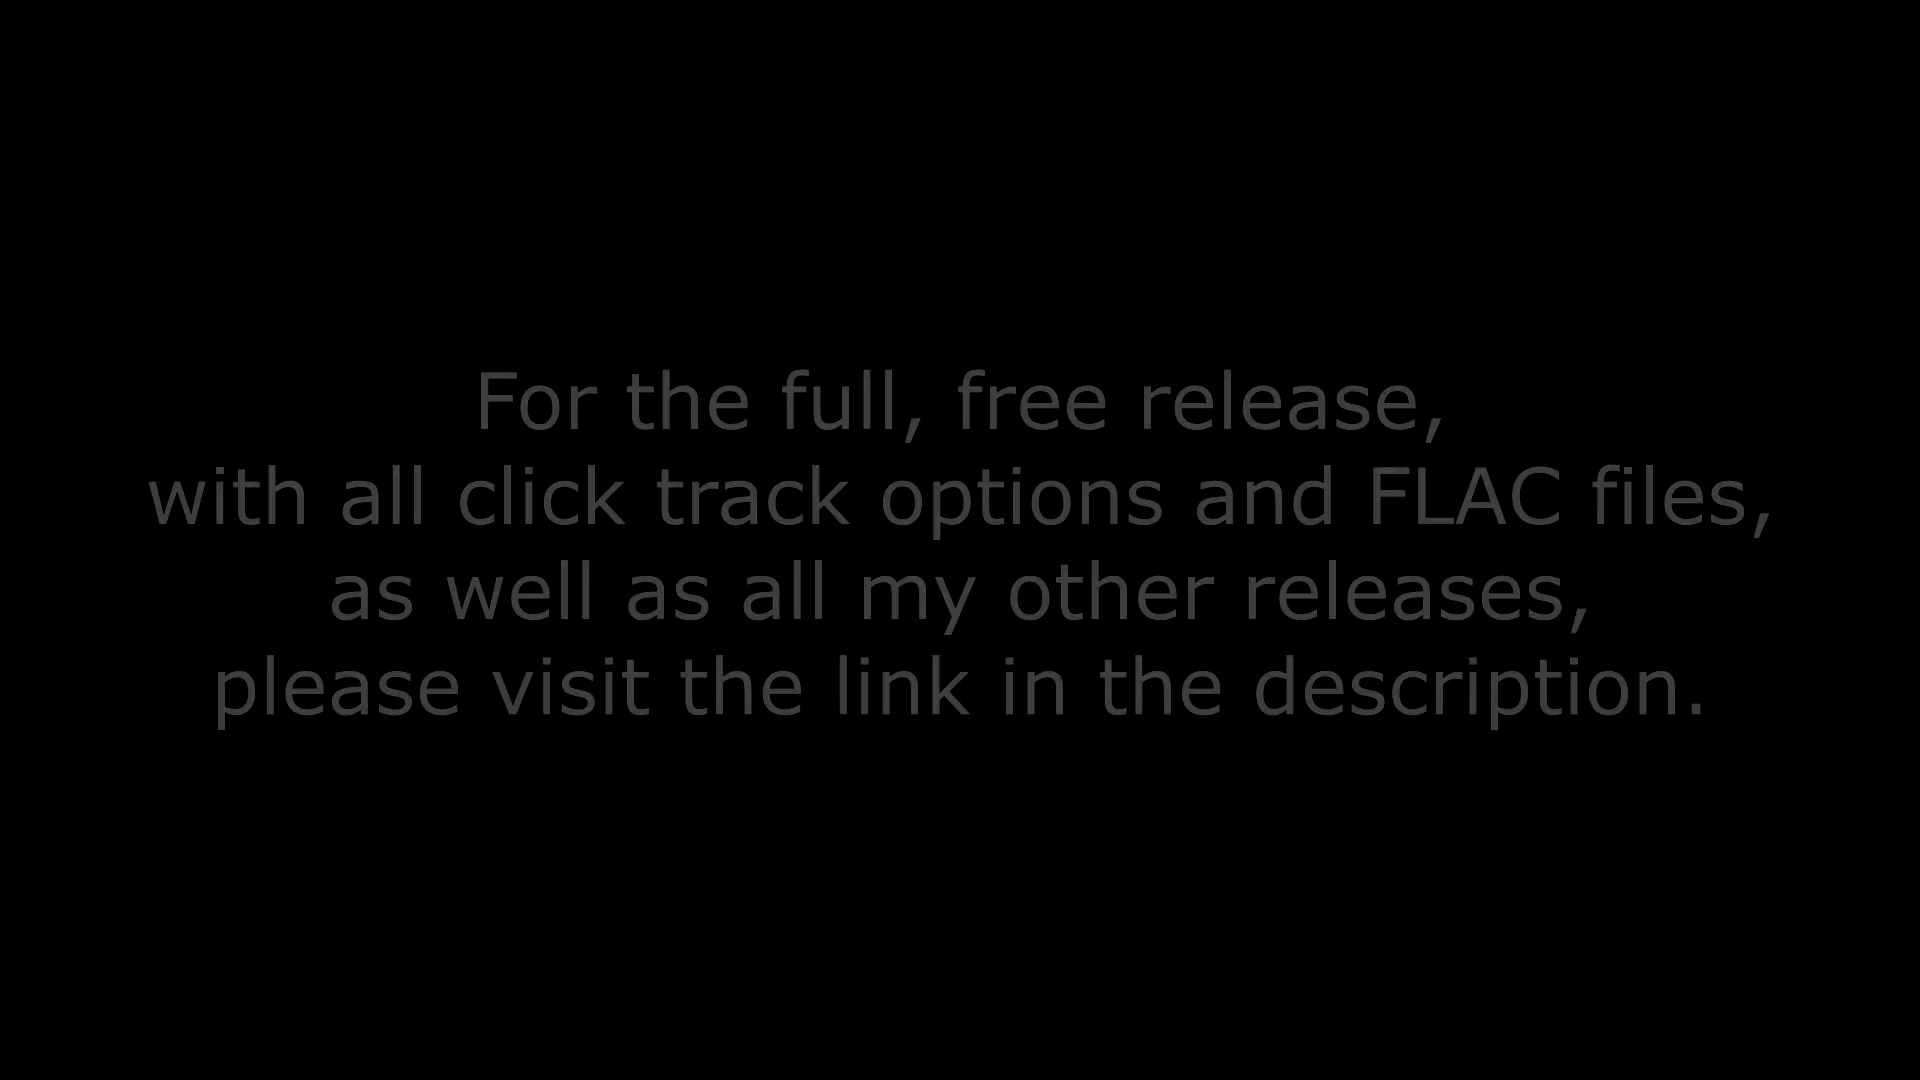 For the full, free release,
with all click track options and FLAC files,
as well as all my other releases,
please visit the link in the description.